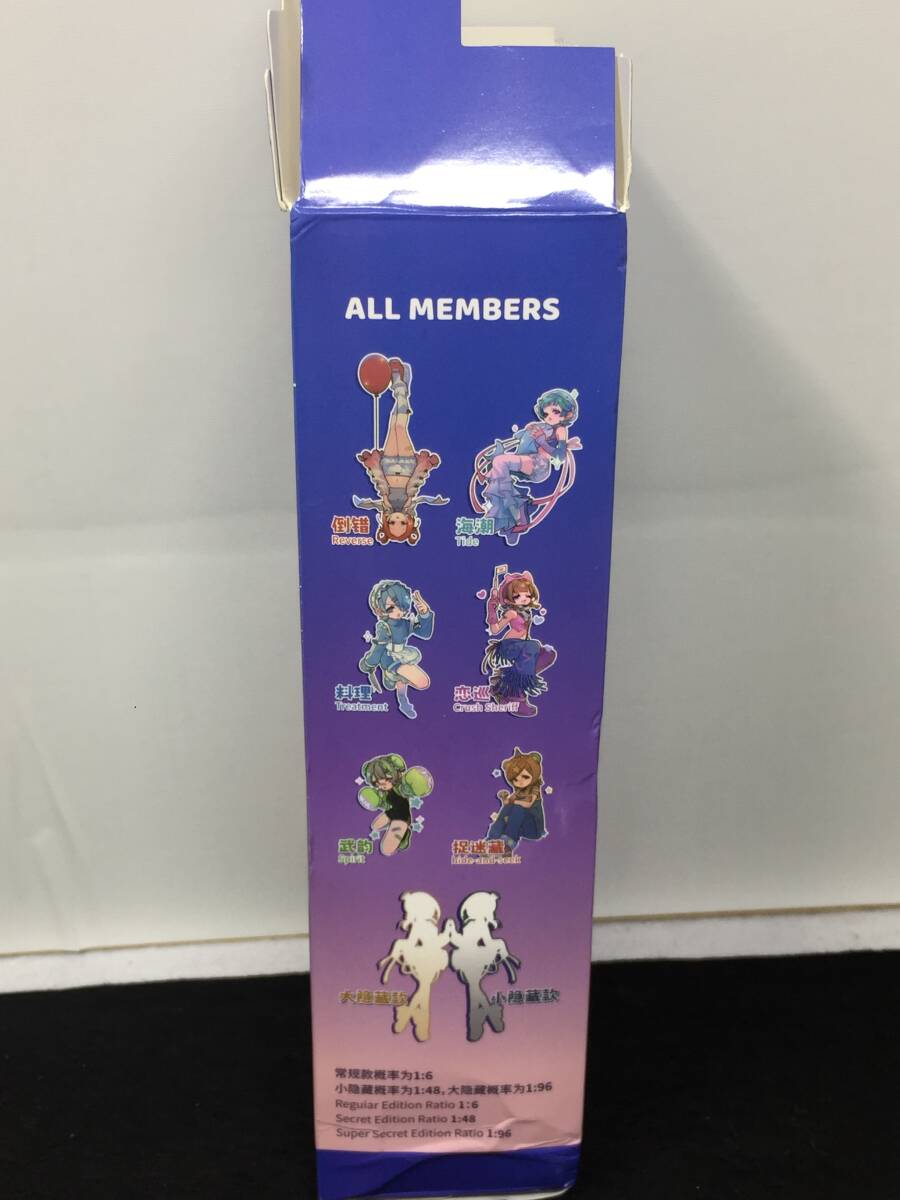 ALL MEMBERS
倒错
Reverse
海潮
Tide
料理
Treatment
恋巡
Crush Sheriff
武韵
Spirit
捉迷藏
hide-and-seek
大隐藏款
小隐藏款
常规款概率为1:6
小隐藏概率为1:48,大隐藏概率为1:96
Regular Edition Ratio 1:6
Secret Edition Ratio 1:48
Super Secret Edition Ratio 1:96